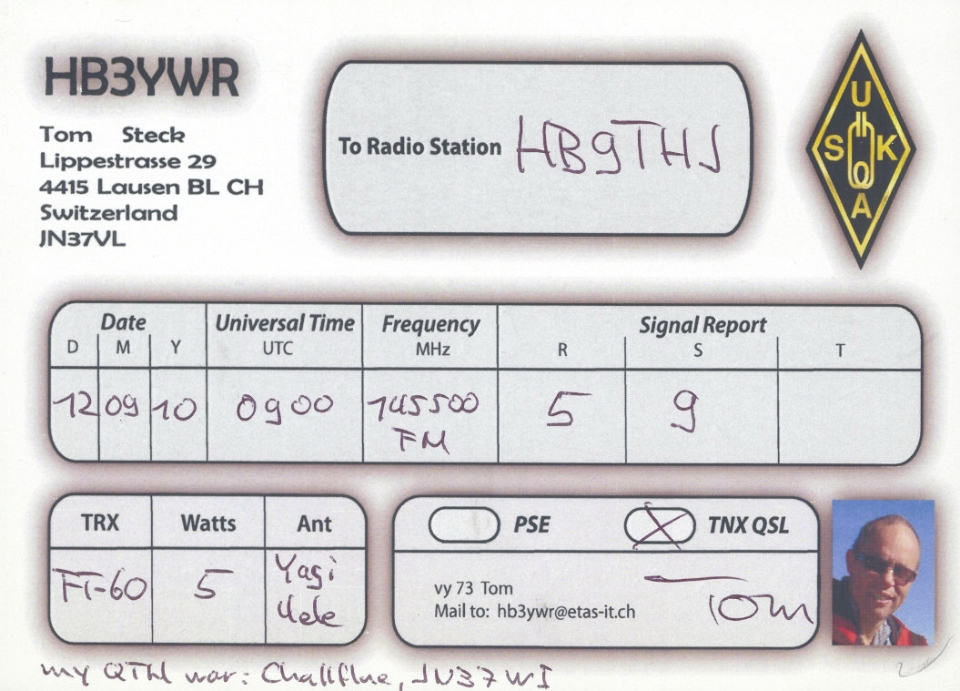 HB3YWR
Tom Steck
Lippestrasse 29
4415 Lausen BL CH
Switzerland
JN37VL
To Radio Station HB9THJ
U
S K
Q
A
Date Universal Time Frequency Signal Report
D M Y UTC MHz R S T
12 09 10 0900 145500 5 9
FM
TRX Watts Ant
FT-60 5 Yagi
PSE TNX QSL
vy 73 Tom
Mail to: hb3ywr@etas-it.ch
Tom
my QTH war: Challflue, JN37WI